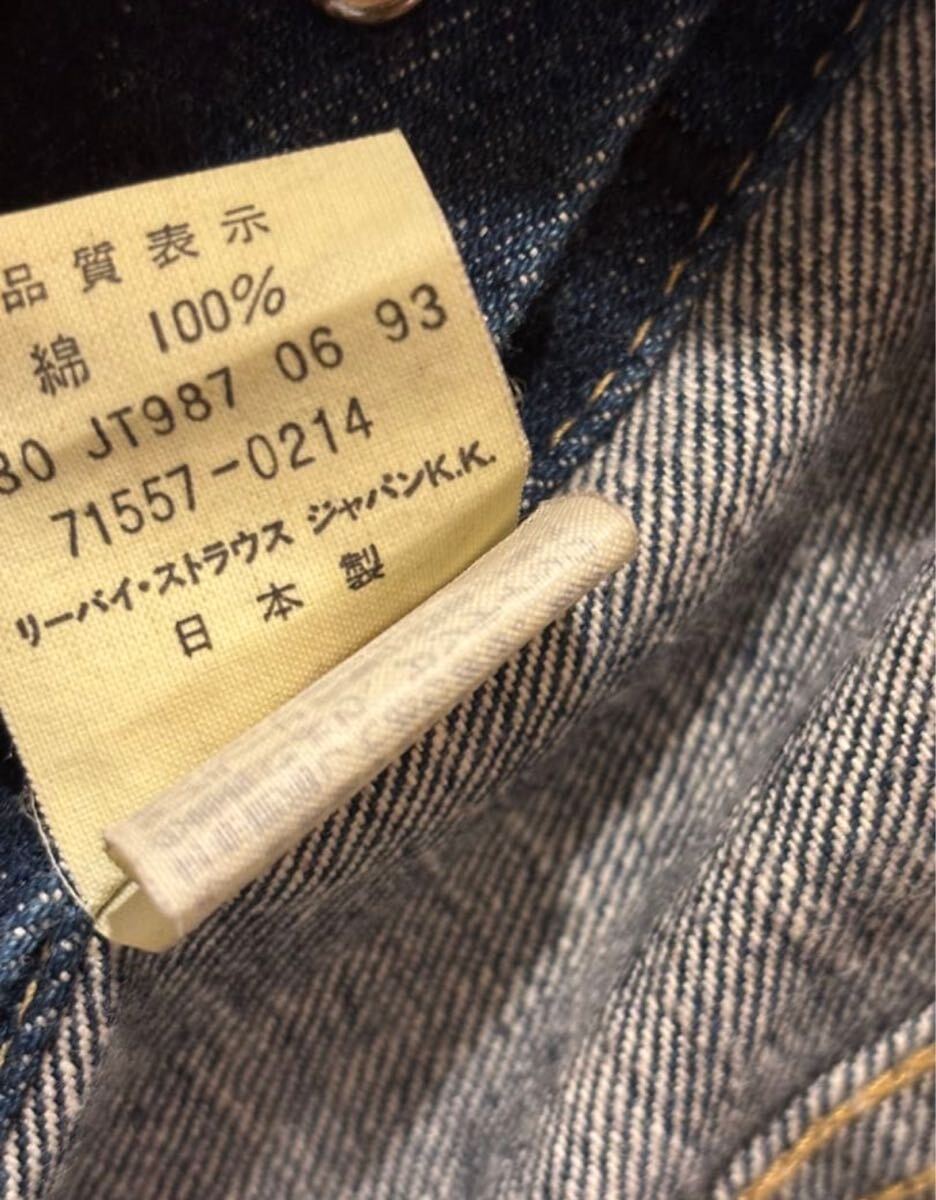 品質表示
綿 100%
80 JT987 06 93
71557-0214
リーバイ・ストラウス ジャパンK.K.
日本製